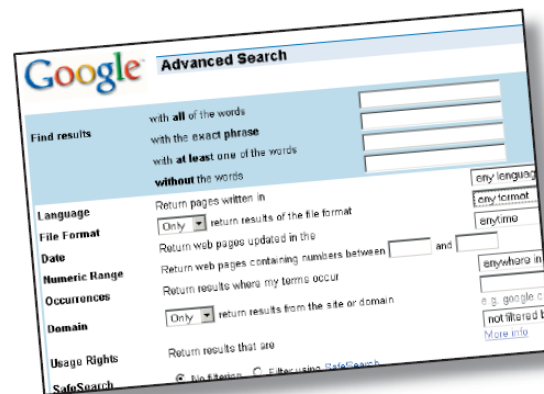 Google Advanced Search
Find results with all of the words
with the exact phrase
with at least one of the words
without the words
Language Return pages written in any languag
File Format Only return results of the file format any format
Date Return web pages updated in the anytime
Numeric Range Return web pages containing numbers between and
Occurrences Return results where my terms occur anywhere in
Domain Only return results from the site or domain
e.g. google.c
Usage Rights Return results that are not filtered b
More info
SafeSearch No filtering Filter using SafeSearch